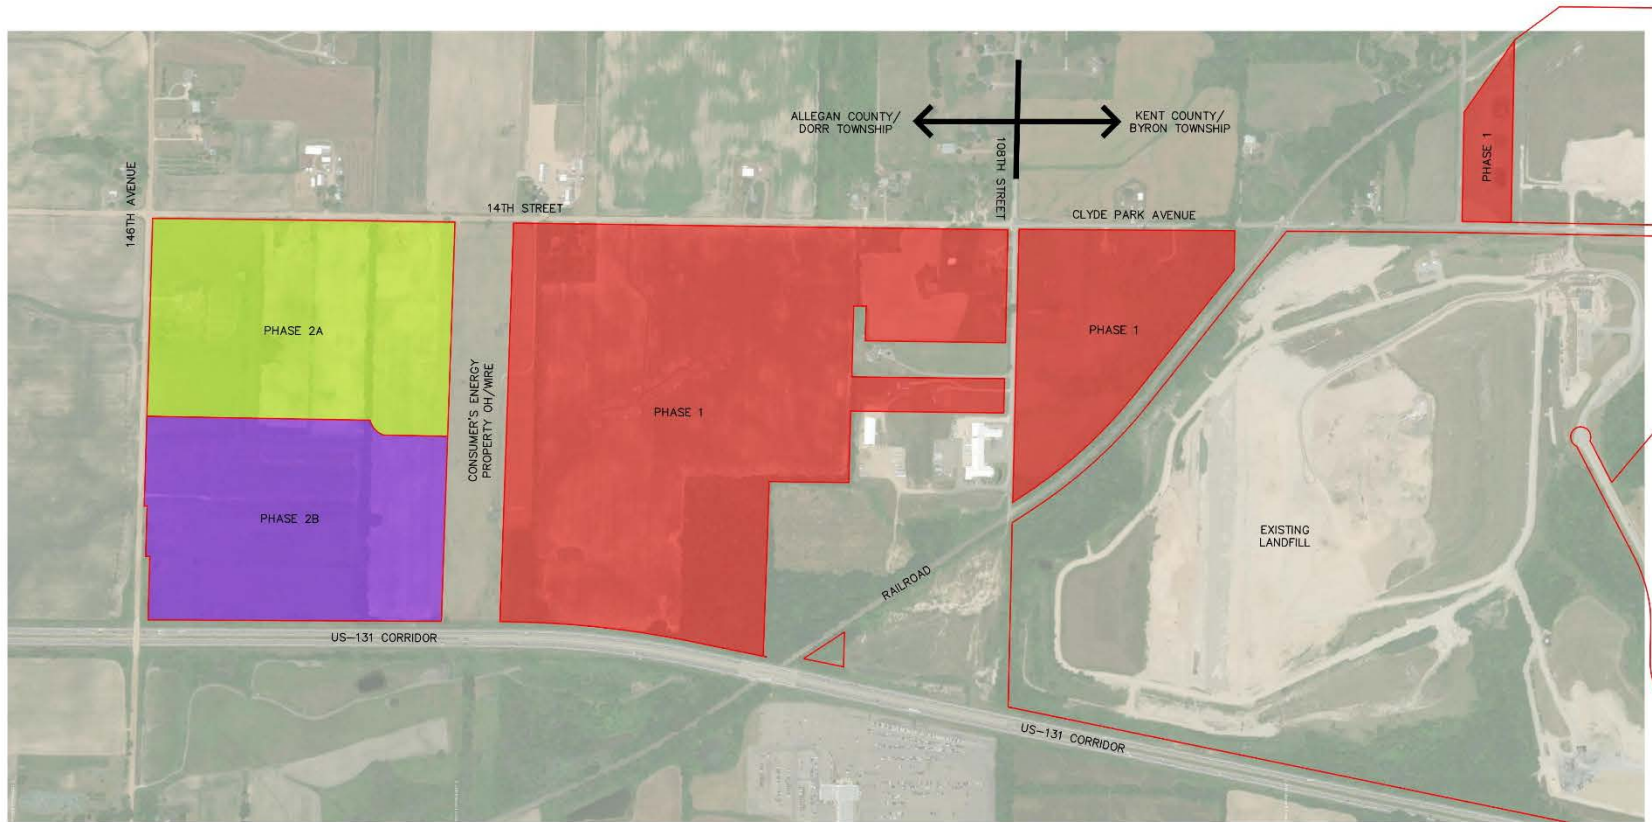 ALLEGAN COUNTY/
DORR TOWNSHIP
KENT COUNTY/
BYRON TOWNSHIP
108TH STREET
PHASE 1
146TH AVENUE
14TH STREET
CLYDE PARK AVENUE
PHASE 2A
PHASE 1
CONSUMER'S ENERGY
PROPERTY OH/WIRE
PHASE 1
PHASE 2B
EXISTING
LANDFILL
RAILROAD
US-131 CORRIDOR
US-131 CORRIDOR